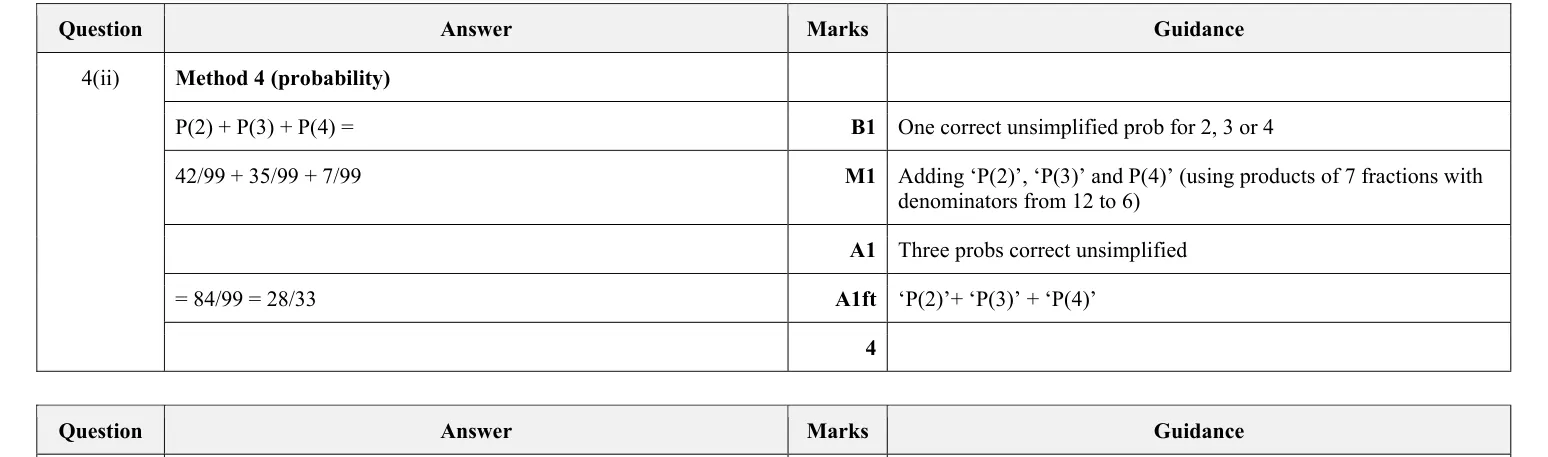 Question Answer Marks Guidance
4(ii) Method 4 (probability)
P(2) + P(3) + P(4) = B1 One correct unsimplified prob for 2, 3 or 4
42/99 + 35/99 + 7/99 M1 Adding ‘P(2)’, ‘P(3)’ and P(4)’ (using products of 7 fractions with
denominators from 12 to 6)
A1 Three probs correct unsimplified
= 84/99 = 28/33 A1ft ‘P(2)’+ ‘P(3)’ + ‘P(4)’
4
Question Answer Marks Guidance